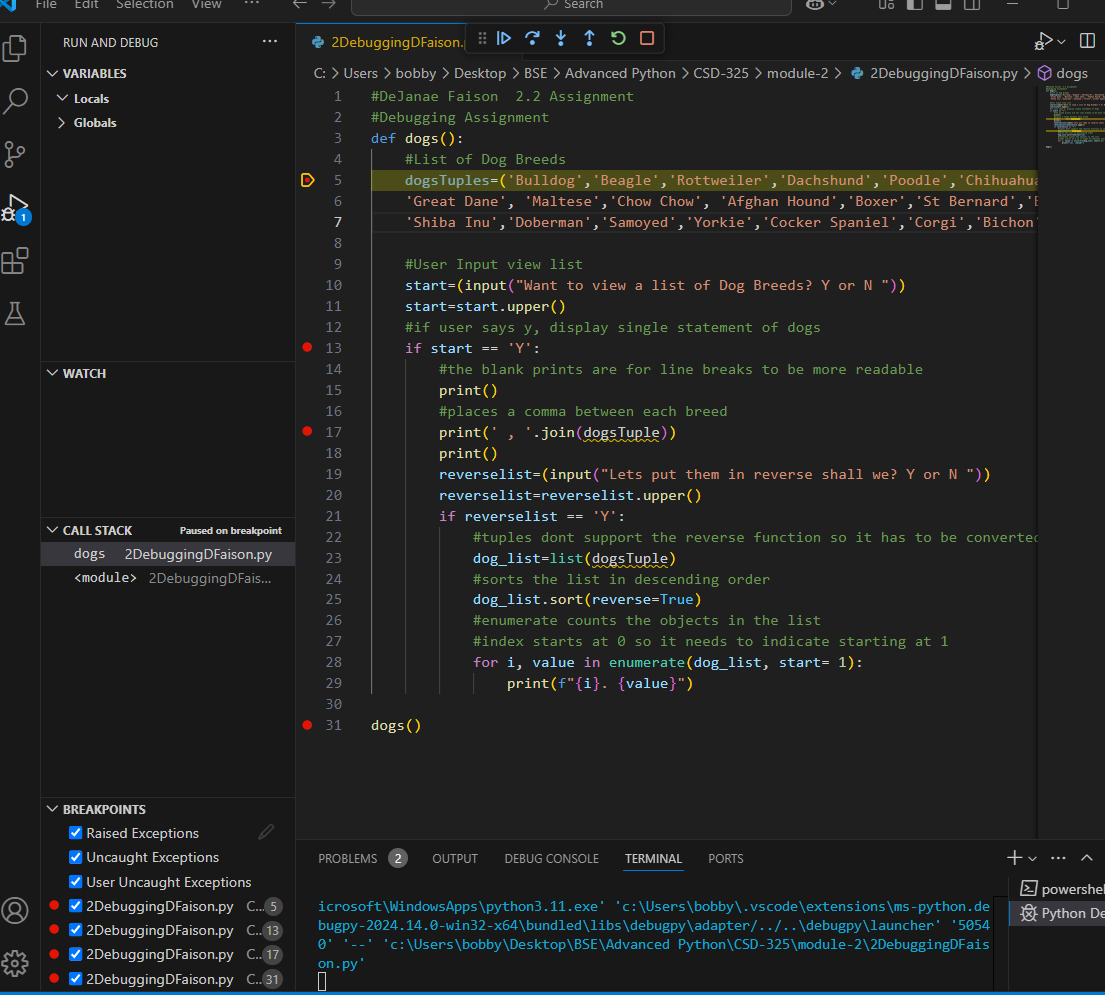 File Edit Selection View ··· Search
RUN AND DEBUG ···
2DebuggingDFaison.
VARIABLES
Locals
Globals
C: > Users > bobby > Desktop > BSE > Advanced Python > CSD-325 > module-2 > 2DebuggingDFaison.py > dogs
1 #DeJanae Faison  2.2 Assignment
2 #Debugging Assignment
3 def dogs():
4 #List of Dog Breeds
5 dogsTuples=('Bulldog','Beagle','Rottweiler','Dachshund','Poodle','Chihuahua
6 'Great Dane', 'Maltese','Chow Chow', 'Afghan Hound','Boxer','St Bernard','
7 'Shiba Inu','Doberman','Samoyed','Yorkie','Cocker Spaniel','Corgi','Bichon
8
9 #User Input view list
10 start=(input("Want to view a list of Dog Breeds? Y or N "))
11 start=start.upper()
12 #if user says y, display single statement of dogs
13 if start == 'Y':
14 #the blank prints are for line breaks to be more readable
15 print()
16 #places a comma between each breed
17 print(' , '.join(dogsTuple))
18 print()
19 reverselist=(input("Lets put them in reverse shall we? Y or N "))
20 reverselist=reverselist.upper()
21 if reverselist == 'Y':
22 #tuples dont support the reverse function so it has to be converted
23 dog_list=list(dogsTuple)
24 #sorts the list in descending order
25 dog_list.sort(reverse=True)
26 #enumerate counts the objects in the list
27 #index starts at 0 so it needs to indicate starting at 1
28 for i, value in enumerate(dog_list, start= 1):
29 print(f"{i}. {value}")
30
31 dogs()
WATCH
CALL STACK Paused on breakpoint
dogs 2DebuggingDFaison.py
<module> 2DebuggingDFais...
1
BREAKPOINTS
Raised Exceptions
Uncaught Exceptions
User Uncaught Exceptions
2DebuggingDFaison.py C... 5
2DebuggingDFaison.py C... 13
2DebuggingDFaison.py C... 17
2DebuggingDFaison.py C... 31
PROBLEMS 2 OUTPUT DEBUG CONSOLE TERMINAL PORTS
icrosoft\WindowsApps\python3.11.exe' 'c:\Users\bobby\.vscode\extensions\ms-python.de
bugpy-2024.14.0-win32-x64\bundled\libs\debugpy\adapter/../..\debugpy\launcher' '5054
0' '--' 'c:\Users\bobby\Desktop\BSE\Advanced Python\CSD-325\module-2\2DebuggingDFais
on.py'
powershel
Python De